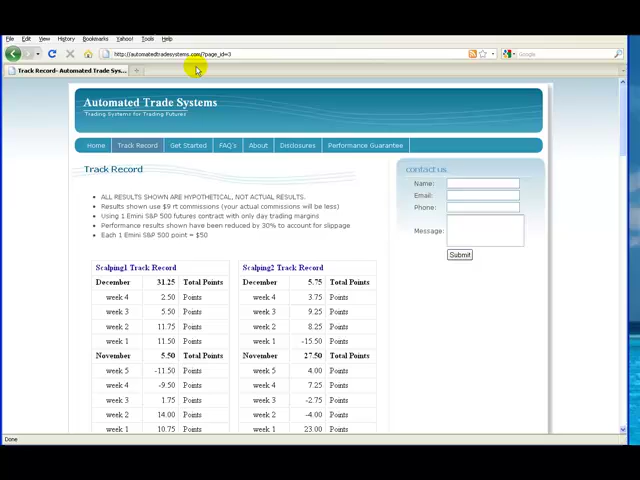 Edit View History Bookmarks Yahoo! Tools Help
http://automatedtradesystems.com/?page_id=3
Google
Track Record- Automated Trade Sys...
Automated Trade Systems
Trading Systems for Trading Futures
Home Track Record Get Started FAQ's About Disclosures Performance Guarantee
Track Record
ALL RESULTS SHOWN ARE HYPOTHETICAL, NOT ACTUAL RESULTS.
Results shown use $9 rt commissions (your actual commissions will be less)
Using 1 Emini S&P 500 futures contract with only day trading margins
Performance results shown have been reduced by 30% to account for slippage
Each 1 Emini S&P 500 point = $50
contact us
Name:
Email:
Phone:
Message:
Submit
Scalping1 Track Record
December 31.25 Total Points
week 4 2.50 Points
week 3 5.50 Points
week 2 11.75 Points
week 1 11.50 Points
November 5.50 Total Points
week 5 -11.50 Points
week 4 -9.50 Points
week 3 1.75 Points
week 2 14.00 Points
week 1 10.75 Points
Scalping2 Track Record
December 5.75 Total Points
week 4 3.75 Points
week 3 9.25 Points
week 2 8.25 Points
week 1 -15.50 Points
November 27.50 Total Points
week 5 4.00 Points
week 4 7.25 Points
week 3 -2.75 Points
week 2 -4.00 Points
week 1 23.00 Points
Done